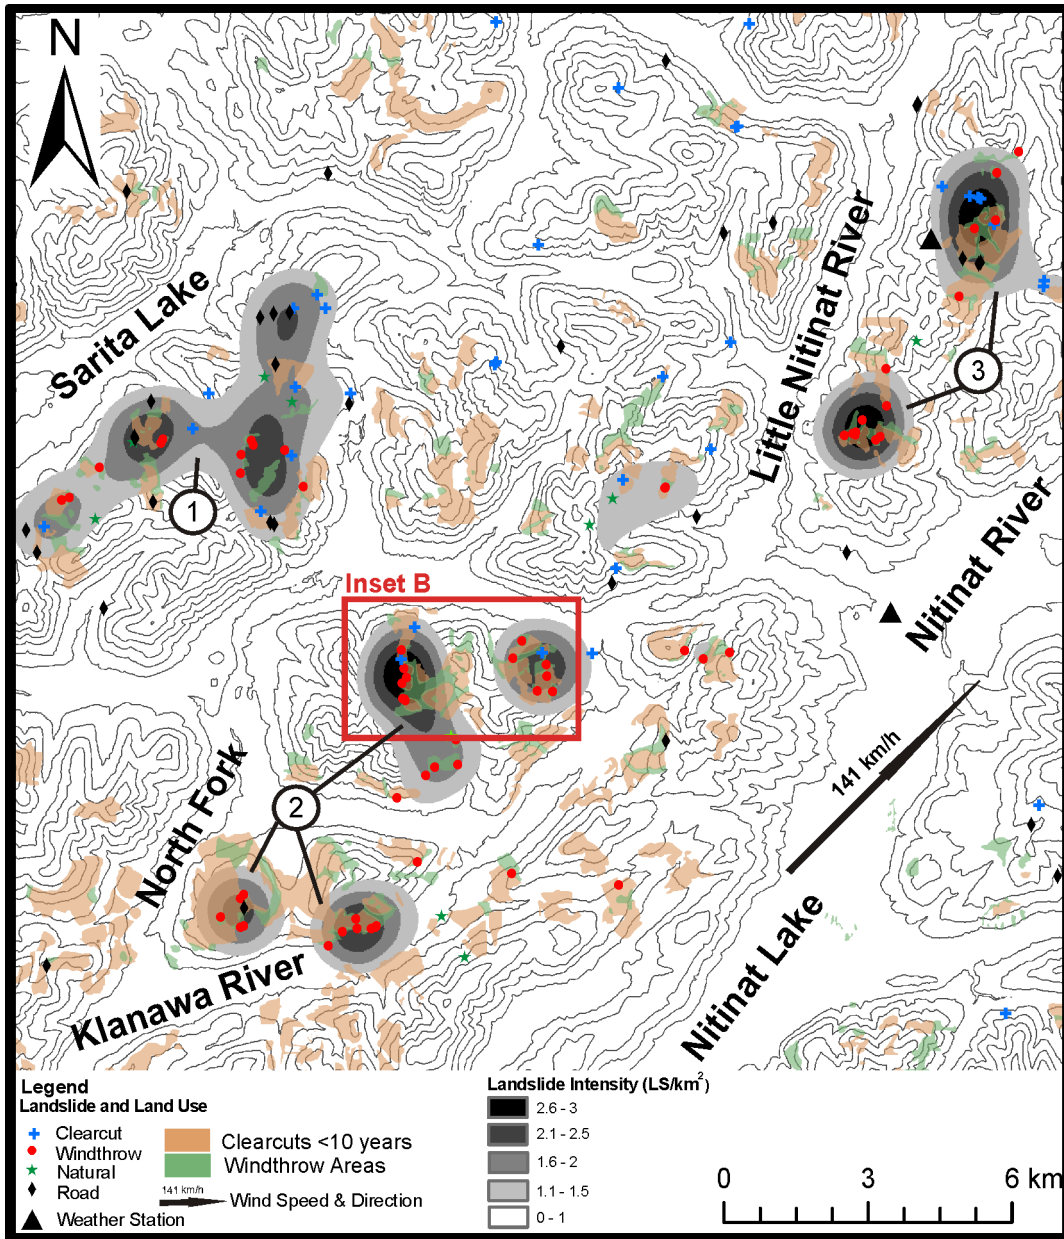 N
Sarita Lake
Little Nitinat River
3
1
Nitinat River
Inset B
141 km/h
North Fork
2
Nitinat Lake
Klanawa River
Legend
Landslide and Land Use
Clearcut
Windthrow
Natural
Road
Weather Station
Clearcuts <10 years
Windthrow Areas
141 km/h
Wind Speed & Direction
Landslide Intensity (LS/km²)
2.6 - 3
2.1 - 2.5
1.6 - 2
1.1 - 1.5
0 - 1
0 3 6 km